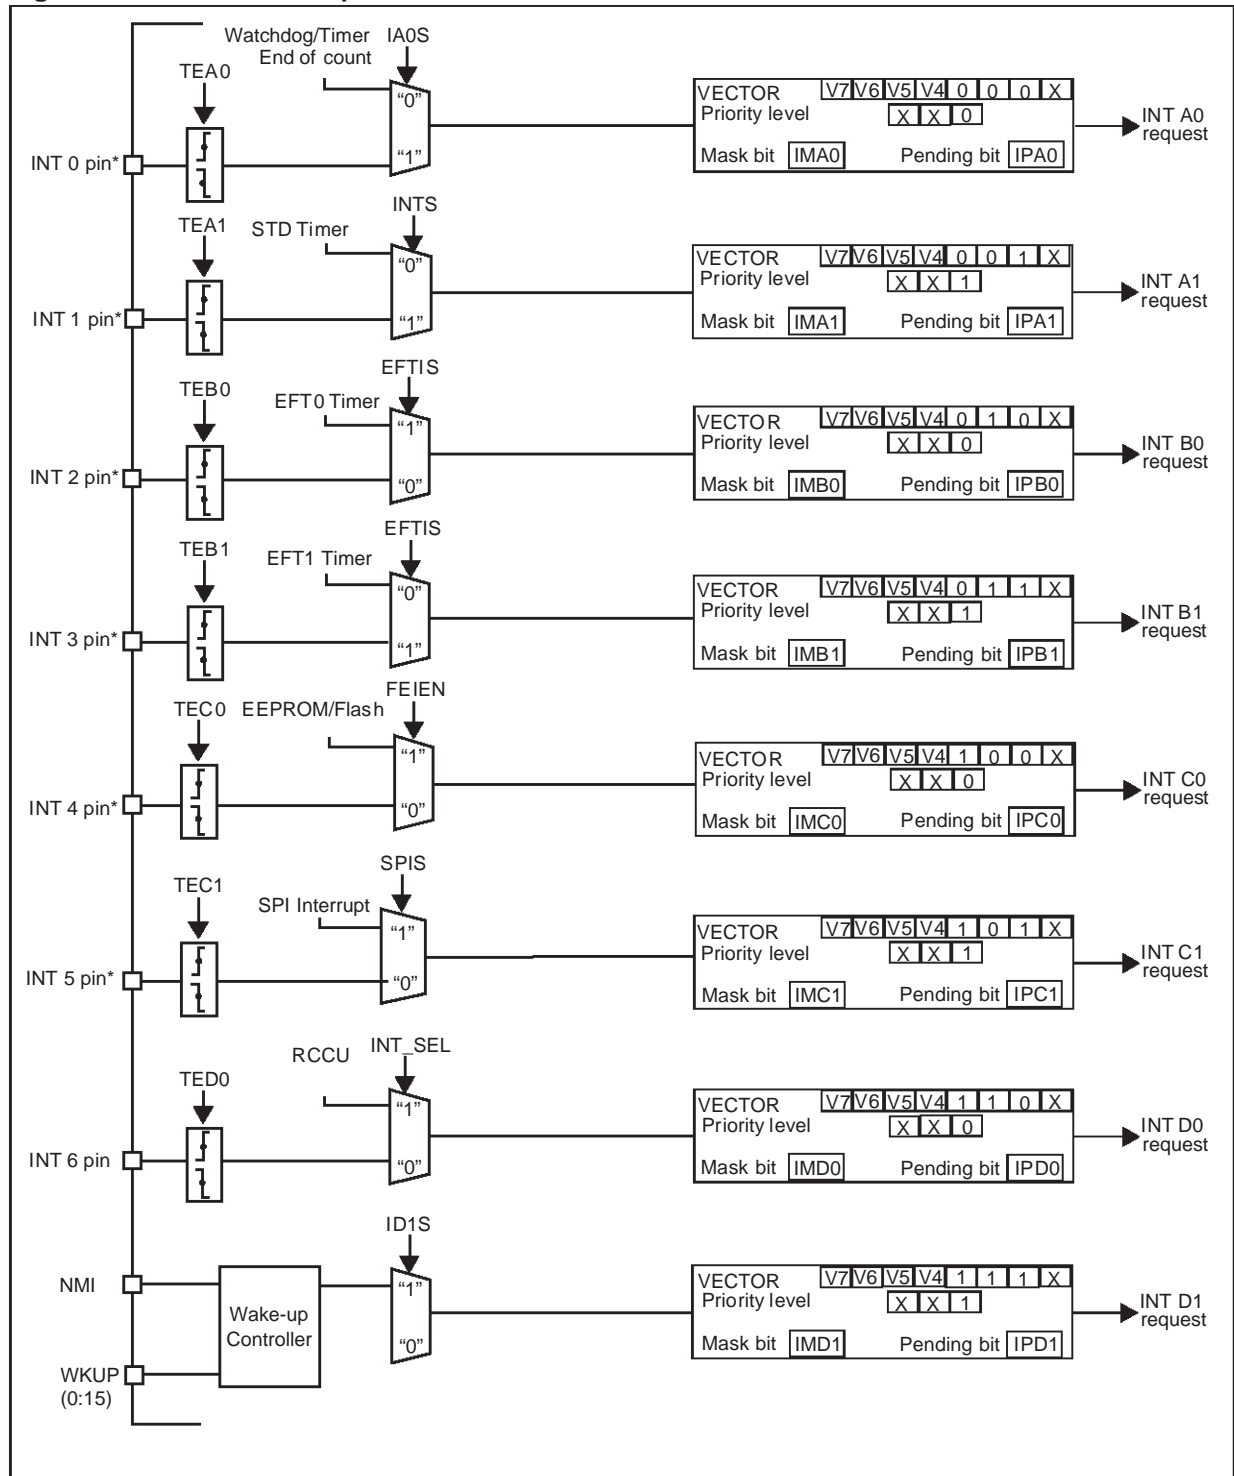 Watchdog/Timer IA0S
End of count
TEA0
"0"
"1"
INT 0 pin*
VECTOR V7 V6 V5 V4 0 0 0 X
Priority level X X 0
Mask bit IMA0 Pending bit IPA0
INT A0
request
TEA1
STD Timer
INTS
"0"
"1"
INT 1 pin*
VECTOR V7 V6 V5 V4 0 0 1 X
Priority level X X 1
Mask bit IMA1 Pending bit IPA1
INT A1
request
TEB0
EFT0 Timer
EFTIS
"1"
"0"
INT 2 pin*
VECTOR V7 V6 V5 V4 0 1 0 X
Priority level X X 0
Mask bit IMB0 Pending bit IPB0
INT B0
request
TEB1
EFT1 Timer
EFTIS
"0"
"1"
INT 3 pin*
VECTOR V7 V6 V5 V4 0 1 1 X
Priority level X X 1
Mask bit IMB1 Pending bit IPB1
INT B1
request
TEC0
EEPROM/Flash
FEIEN
"1"
"0"
INT 4 pin*
VECTOR V7 V6 V5 V4 1 0 0 X
Priority level X X 0
Mask bit IMC0 Pending bit IPC0
INT C0
request
TEC1
SPI Interrupt
SPIS
"1"
"0"
INT 5 pin*
VECTOR V7 V6 V5 V4 1 0 1 X
Priority level X X 1
Mask bit IMC1 Pending bit IPC1
INT C1
request
TED0
RCCU
INT_SEL
"1"
"0"
INT 6 pin
VECTOR V7 V6 V5 V4 1 1 0 X
Priority level X X 0
Mask bit IMD0 Pending bit IPD0
INT D0
request
ID1S
NMI
"1"
"0"
Wake-up
Controller
WKUP
(0:15)
VECTOR V7 V6 V5 V4 1 1 1 X
Priority level X X 1
Mask bit IMD1 Pending bit IPD1
INT D1
request